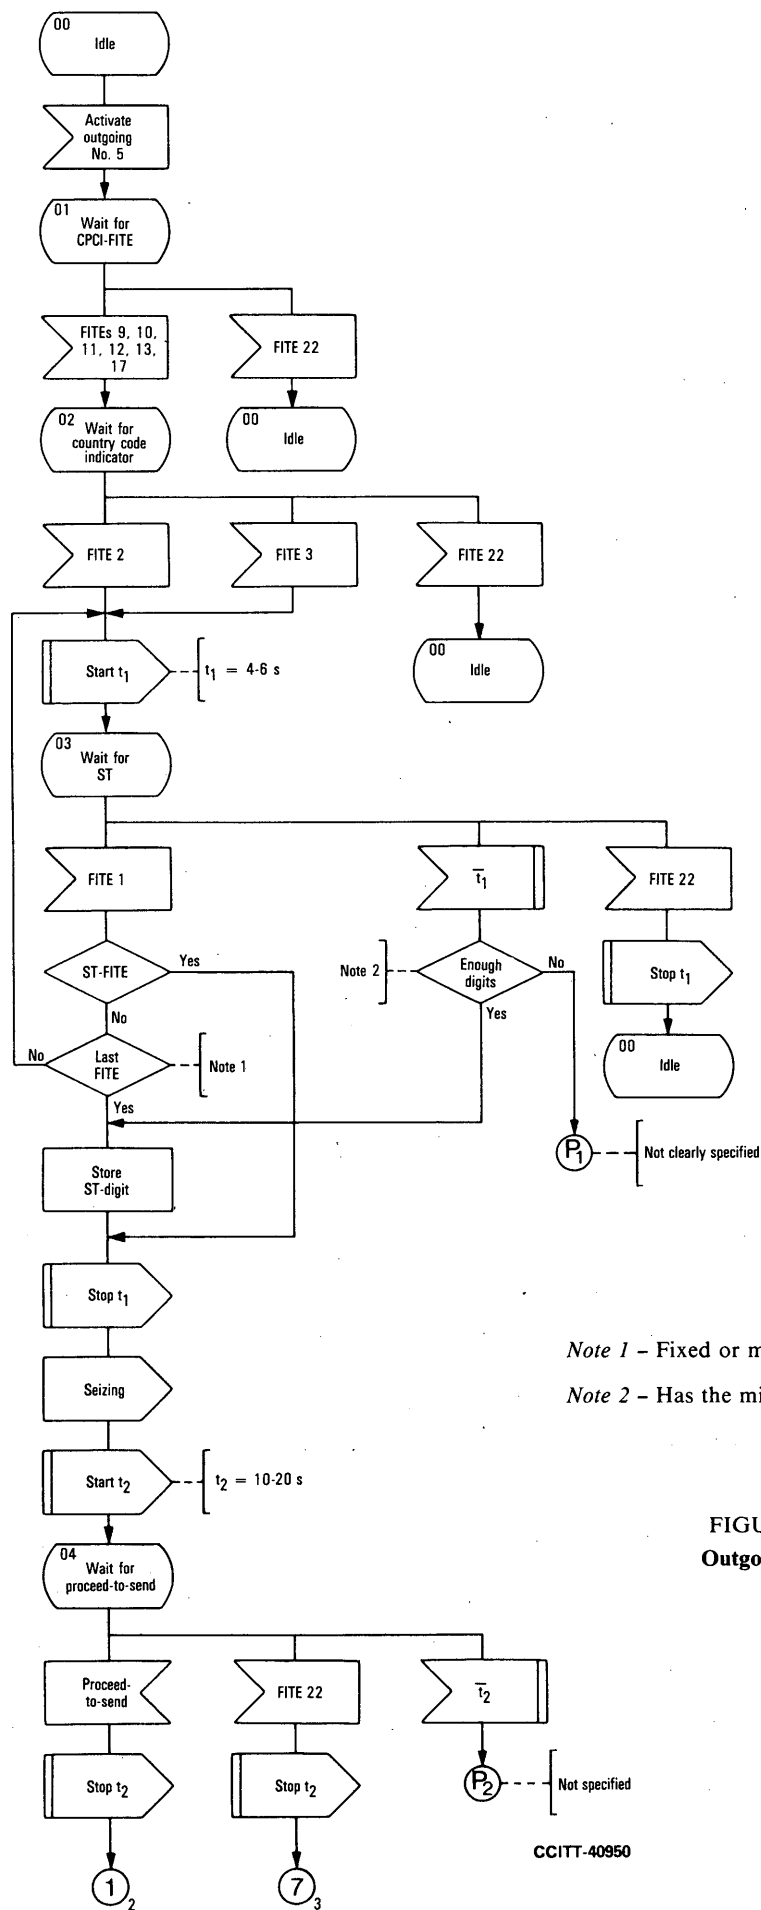 00
Idle
Activate
outgoing
No. 5
01
Wait for
CPCI-FITE
FITEs 9, 10,
11, 12, 13,
17
FITE 22
02
Wait for
country code
indicator
00
Idle
FITE 2
FITE 3
FITE 22
Start t1
t1 = 4-6 s
00
Idle
03
Wait for
ST
FITE 1
t1
FITE 22
ST-FITE
Yes
No
Note 2
Enough
digits
No
Yes
Stop t1
No
Last
FITE
Note 1
Yes
00
Idle
P1
Not clearly specified
Store
ST-digit
Stop t1
Seizing
Note 1 – Fixed or m
Note 2 – Has the mi
Start t2
t2 = 10-20 s
FIGU
Outgo
04
Wait for
proceed-to-send
Proceed-
to-send
FITE 22
t2
Stop t2
Stop t2
P2
Not specified
CCITT-40950
1 2
7 3